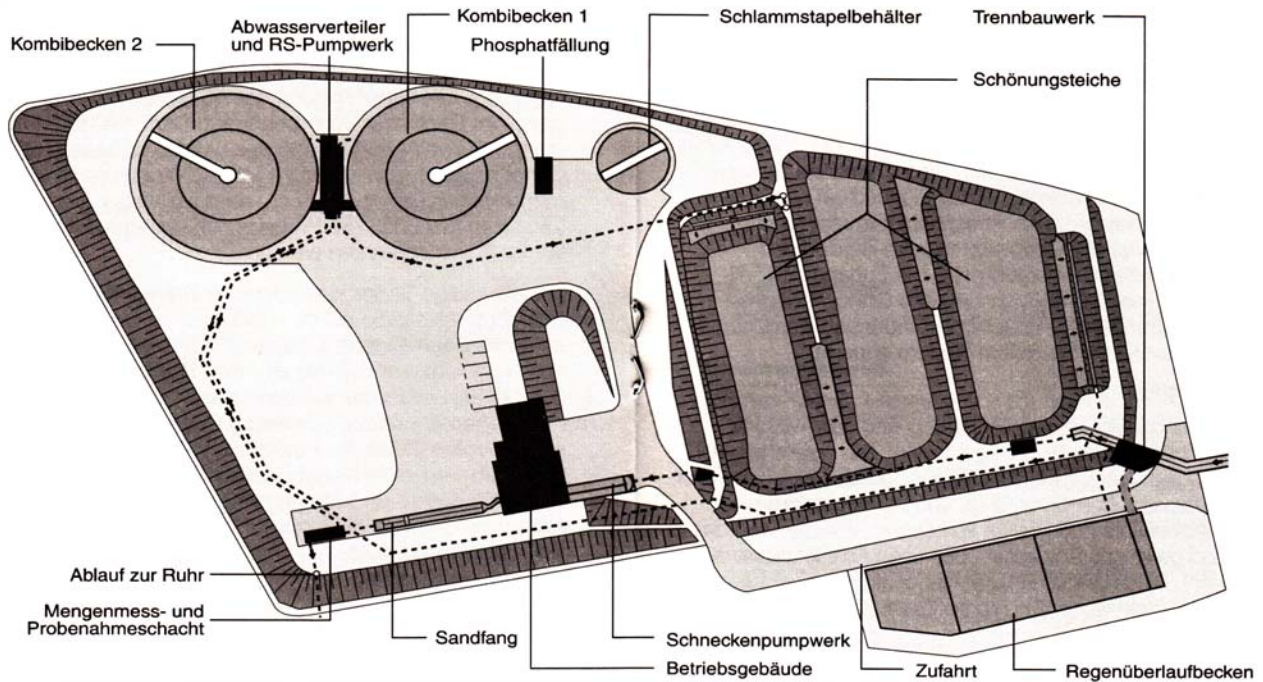 Kombibecken 2
Abwasserverteiler
und RS-Pumpwerk
Kombibecken 1
Phosphatfällung
Schlammstapelbehälter
Trennbauwerk
Schönungsteiche
Ablauf zur Ruhr
Mengenmess- und
Probenahmeschacht
Sandfang
Schneckenpumpwerk
Betriebsgebäude
Zufahrt
Regenüberlaufbecken